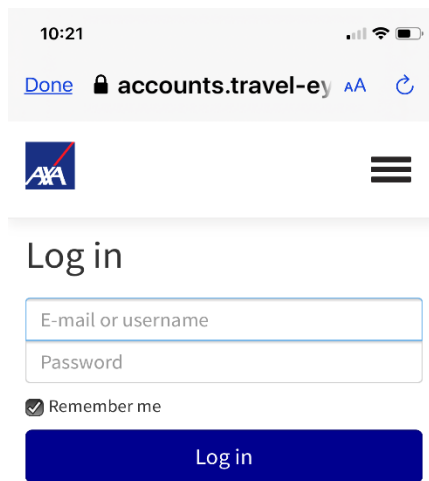 10:21
Done accounts.travel-ey AA
AXA
Log in
E-mail or username
Password
Remember me
Log in